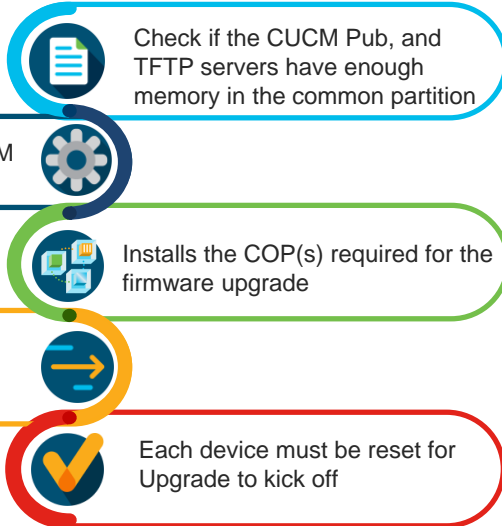 Check if the CUCM Pub, and
TFTP servers have enough
memory in the common partition
M
Installs the COP(s) required for the
firmware upgrade
Each device must be reset for
Upgrade to kick off